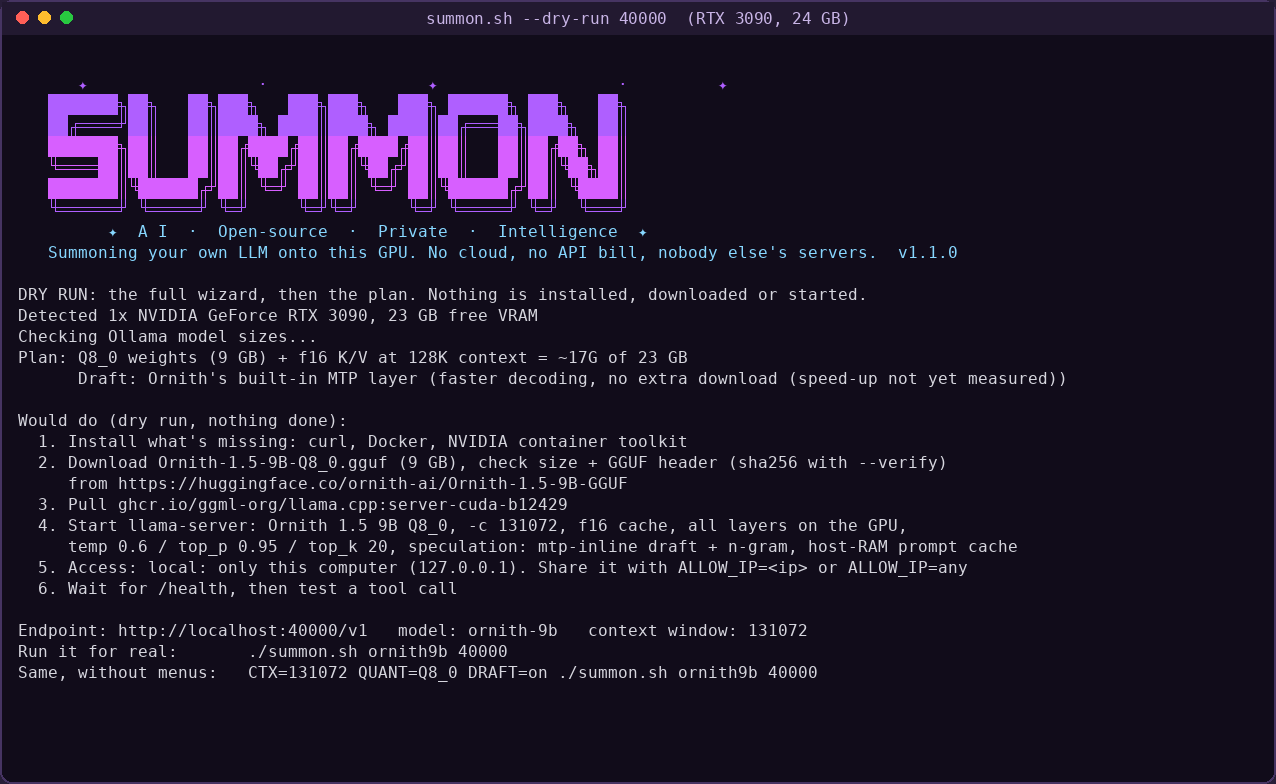 summon.sh --dry-run 40000  (RTX 3090, 24 GB)
SUMMON
✦  A I  ·  Open-source  ·  Private  ·  Intelligence  ✦
Summoning your own LLM onto this GPU. No cloud, no API bill, nobody else's servers.  v1.1.0
DRY RUN: the full wizard, then the plan. Nothing is installed, downloaded or started.
Detected 1x NVIDIA GeForce RTX 3090, 23 GB free VRAM
Checking Ollama model sizes...
Plan: Q8_0 weights (9 GB) + f16 K/V at 128K context = ~17G of 23 GB
      Draft: Ornith's built-in MTP layer (faster decoding, no extra download (speed-up not yet measured))
Would do (dry run, nothing done):
  1. Install what's missing: curl, Docker, NVIDIA container toolkit
  2. Download Ornith-1.5-9B-Q8_0.gguf (9 GB), check size + GGUF header (sha256 with --verify)
     from https://huggingface.co/ornith-ai/Ornith-1.5-9B-GGUF
  3. Pull ghcr.io/ggml-org/llama.cpp:server-cuda-b12429
  4. Start llama-server: Ornith 1.5 9B Q8_0, -c 131072, f16 cache, all layers on the GPU,
     temp 0.6 / top_p 0.95 / top_k 20, speculation: mtp-inline draft + n-gram, host-RAM prompt cache
  5. Access: local: only this computer (127.0.0.1). Share it with ALLOW_IP=<ip> or ALLOW_IP=any
  6. Wait for /health, then test a tool call
Endpoint: http://localhost:40000/v1   model: ornith-9b   context window: 131072
Run it for real:       ./summon.sh ornith9b 40000
Same, without menus:   CTX=131072 QUANT=Q8_0 DRAFT=on ./summon.sh ornith9b 40000